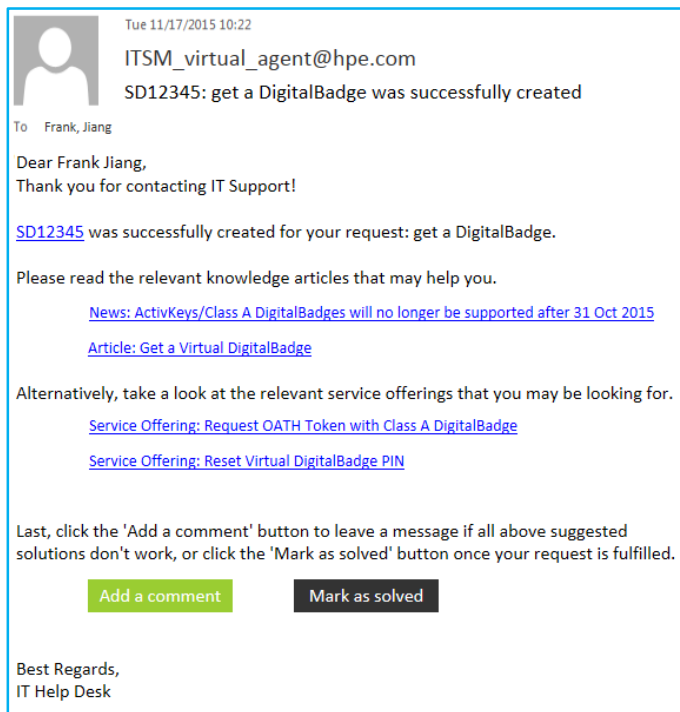 Tue 11/17/2015 10:22
ITSM_virtual_agent@hpe.com
SD12345: get a DigitalBadge was successfully created
To Frank, Jiang
Dear Frank Jiang,
Thank you for contacting IT Support!
SD12345 was successfully created for your request: get a DigitalBadge.
Please read the relevant knowledge articles that may help you.
News: ActivKeys/Class A DigitalBadges will no longer be supported after 31 Oct 2015
Article: Get a Virtual DigitalBadge
Alternatively, take a look at the relevant service offerings that you may be looking for.
Service Offering: Request OATH Token with Class A DigitalBadge
Service Offering: Reset Virtual DigitalBadge PIN
Last, click the 'Add a comment' button to leave a message if all above suggested
solutions don't work, or click the 'Mark as solved' button once your request is fulfilled.
Add a comment Mark as solved
Best Regards,
IT Help Desk